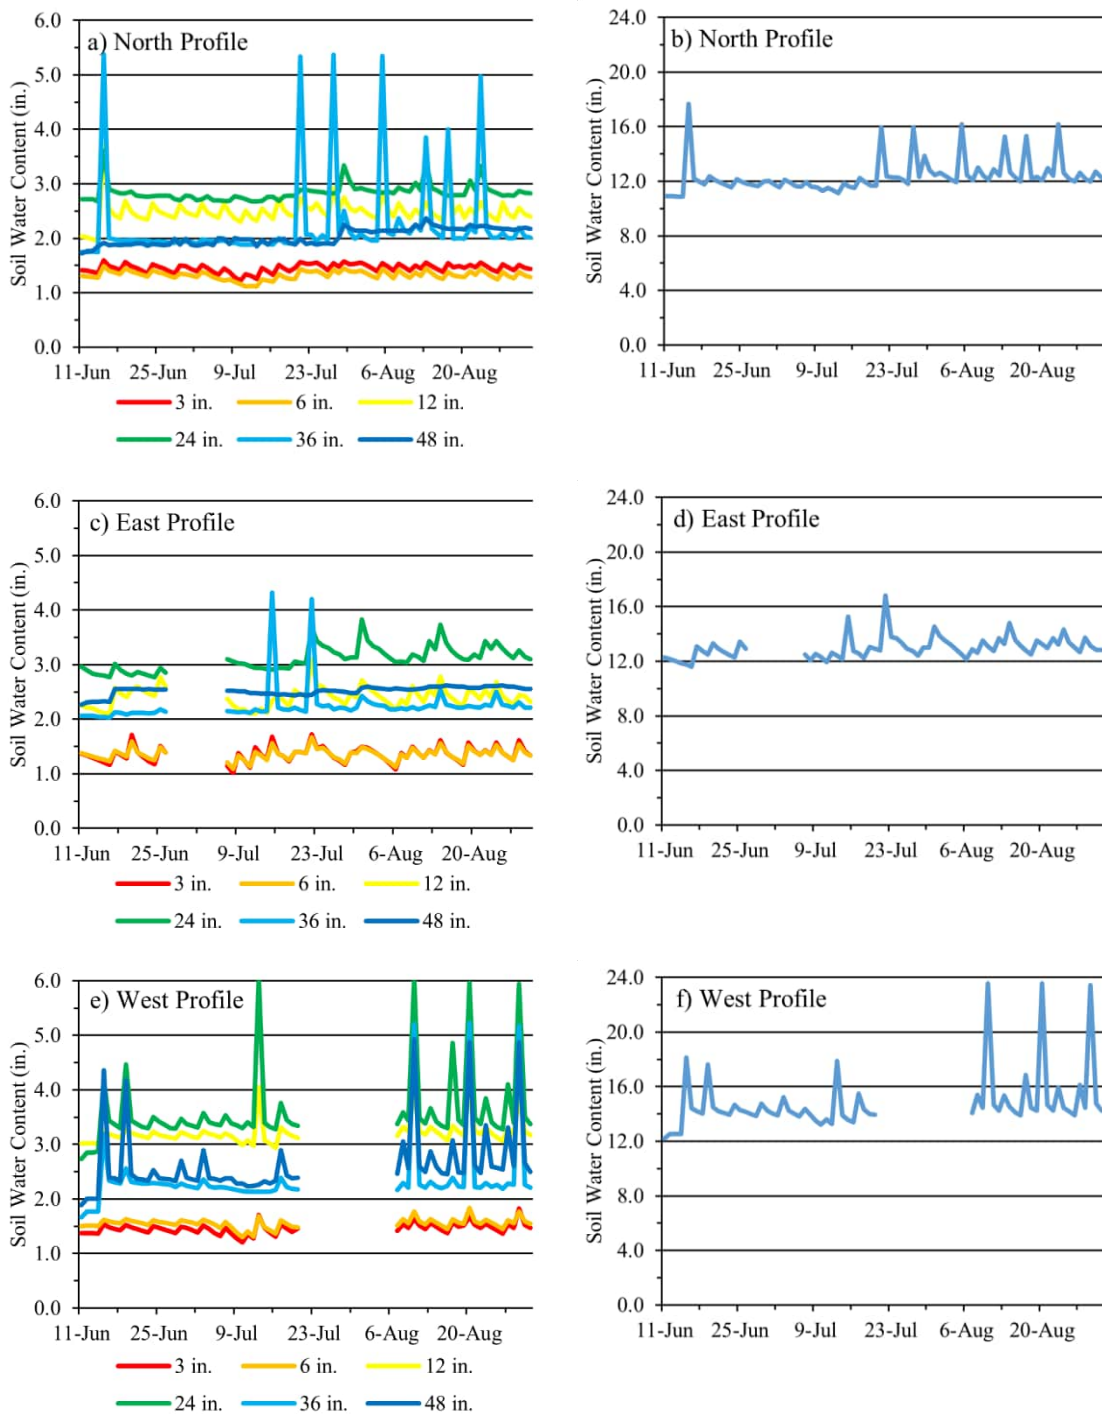 a) North Profile
Soil Water Content (in.)
6.0
5.0
4.0
3.0
2.0
1.0
0.0
11-Jun 25-Jun 9-Jul 23-Jul 6-Aug 20-Aug
3 in. 6 in. 12 in.
24 in. 36 in. 48 in.
b) North Profile
Soil Water Content (in.)
24.0
20.0
16.0
12.0
8.0
4.0
0.0
11-Jun 25-Jun 9-Jul 23-Jul 6-Aug 20-Aug
c) East Profile
Soil Water Content (in.)
6.0
5.0
4.0
3.0
2.0
1.0
0.0
11-Jun 25-Jun 9-Jul 23-Jul 6-Aug 20-Aug
3 in. 6 in. 12 in.
24 in. 36 in. 48 in.
d) East Profile
Soil Water Content (in.)
24.0
20.0
16.0
12.0
8.0
4.0
0.0
11-Jun 25-Jun 9-Jul 23-Jul 6-Aug 20-Aug
e) West Profile
Soil Water Content (in.)
6.0
5.0
4.0
3.0
2.0
1.0
0.0
11-Jun 25-Jun 9-Jul 23-Jul 6-Aug 20-Aug
3 in. 6 in. 12 in.
24 in. 36 in. 48 in.
f) West Profile
Soil Water Content (in.)
24.0
20.0
16.0
12.0
8.0
4.0
0.0
11-Jun 25-Jun 9-Jul 23-Jul 6-Aug 20-Aug